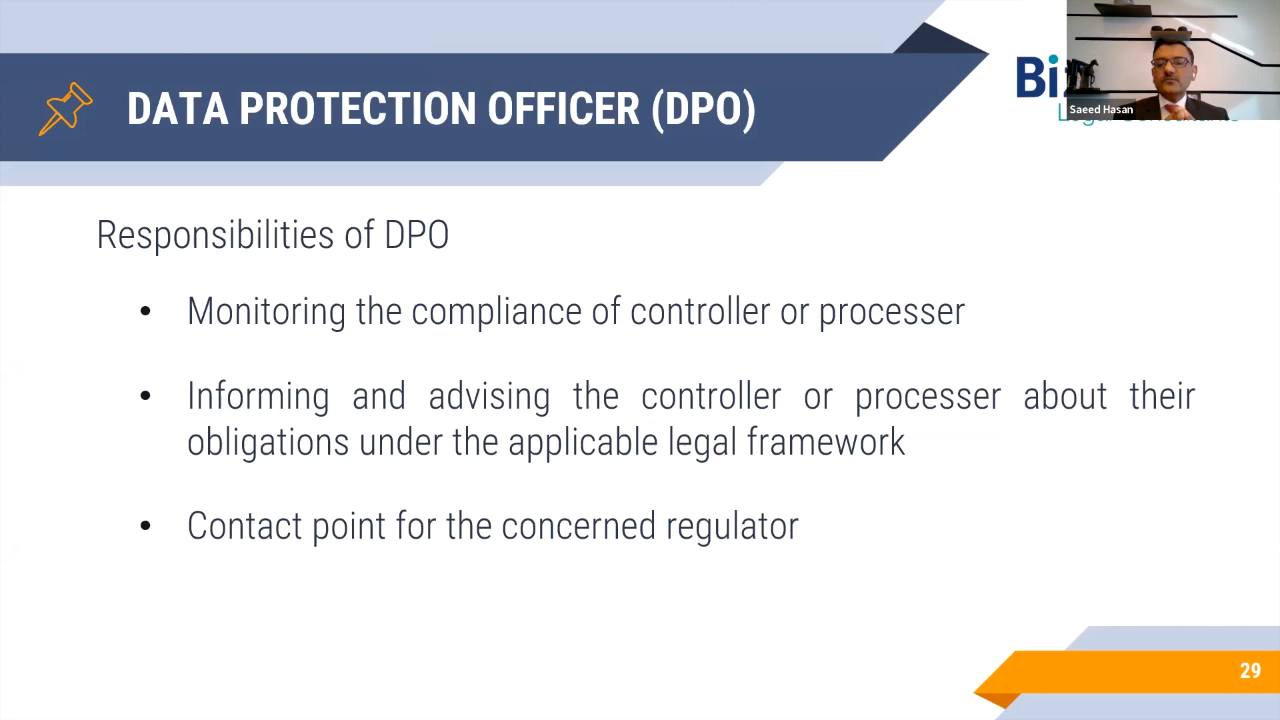 DATA PROTECTION OFFICER (DPO)
Saeed Hasan
Responsibilities of DPO
• Monitoring the compliance of controller or processer
• Informing and advising the controller or processer about their
obligations under the applicable legal framework
• Contact point for the concerned regulator
29